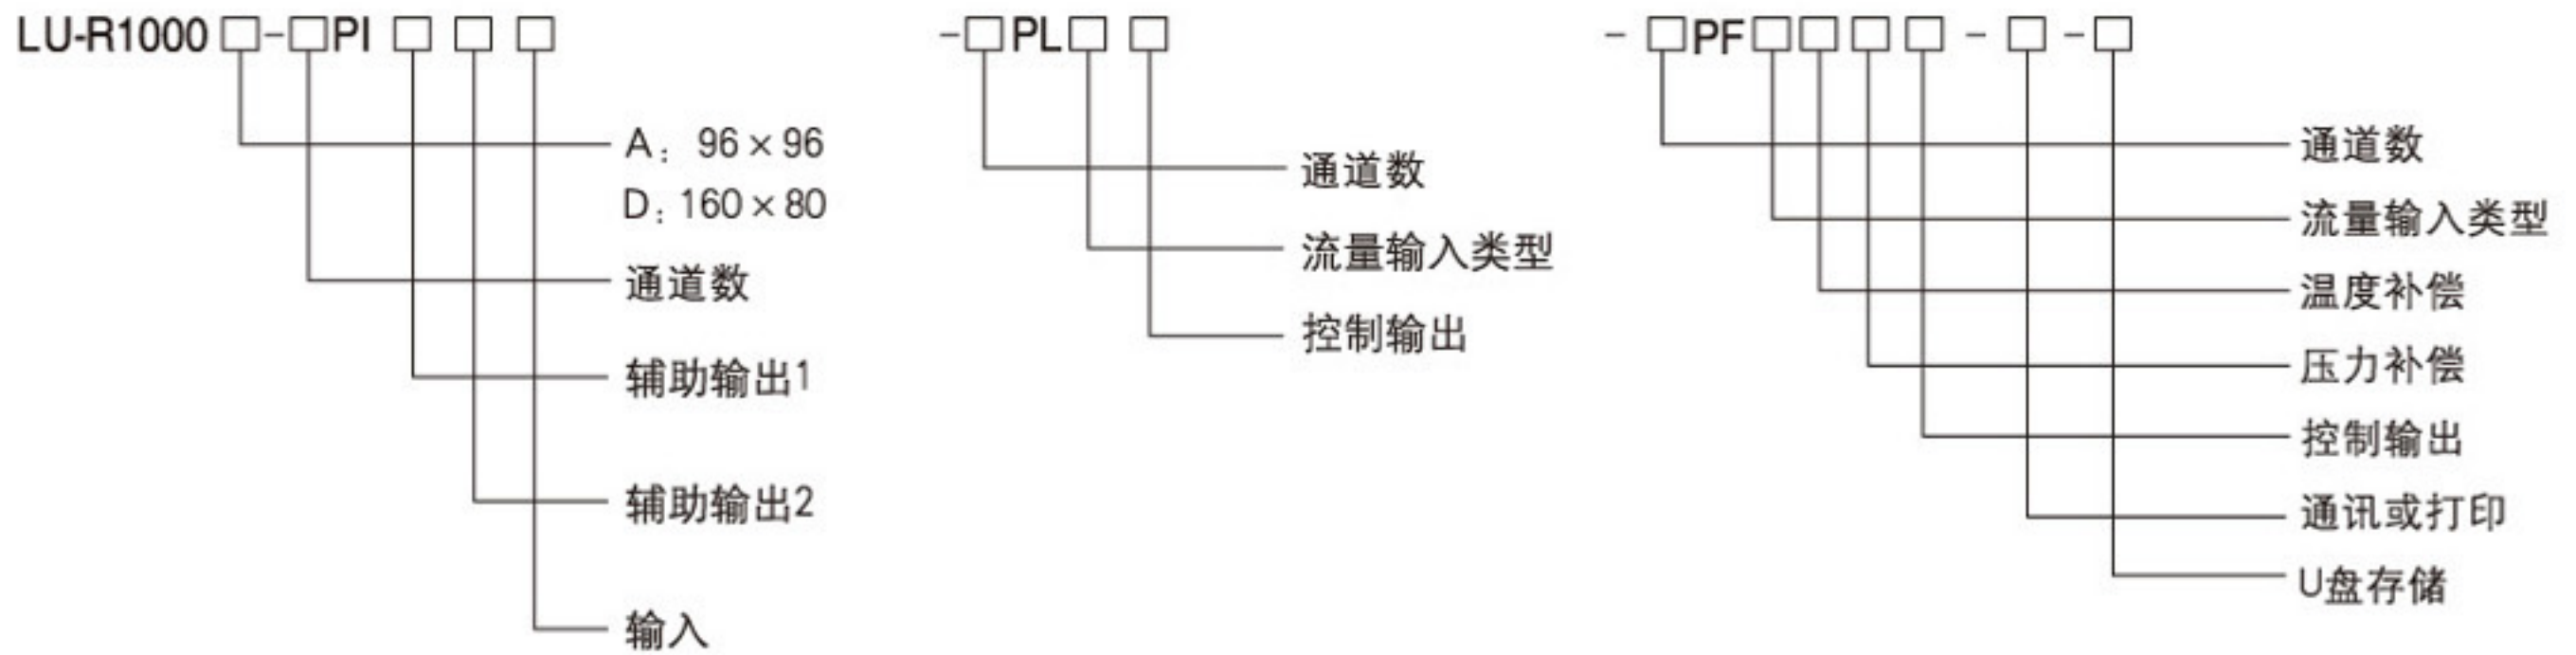 LU-R1000□-□PI □ □ □
A: 96×96
D: 160×80
通道数
辅助输出1
辅助输出2
输入
-□PL□ □
通道数
流量输入类型
控制输出
- □PF□□□□ - □ -□
通道数
流量输入类型
温度补偿
压力补偿
控制输出
通讯或打印
U盘存储